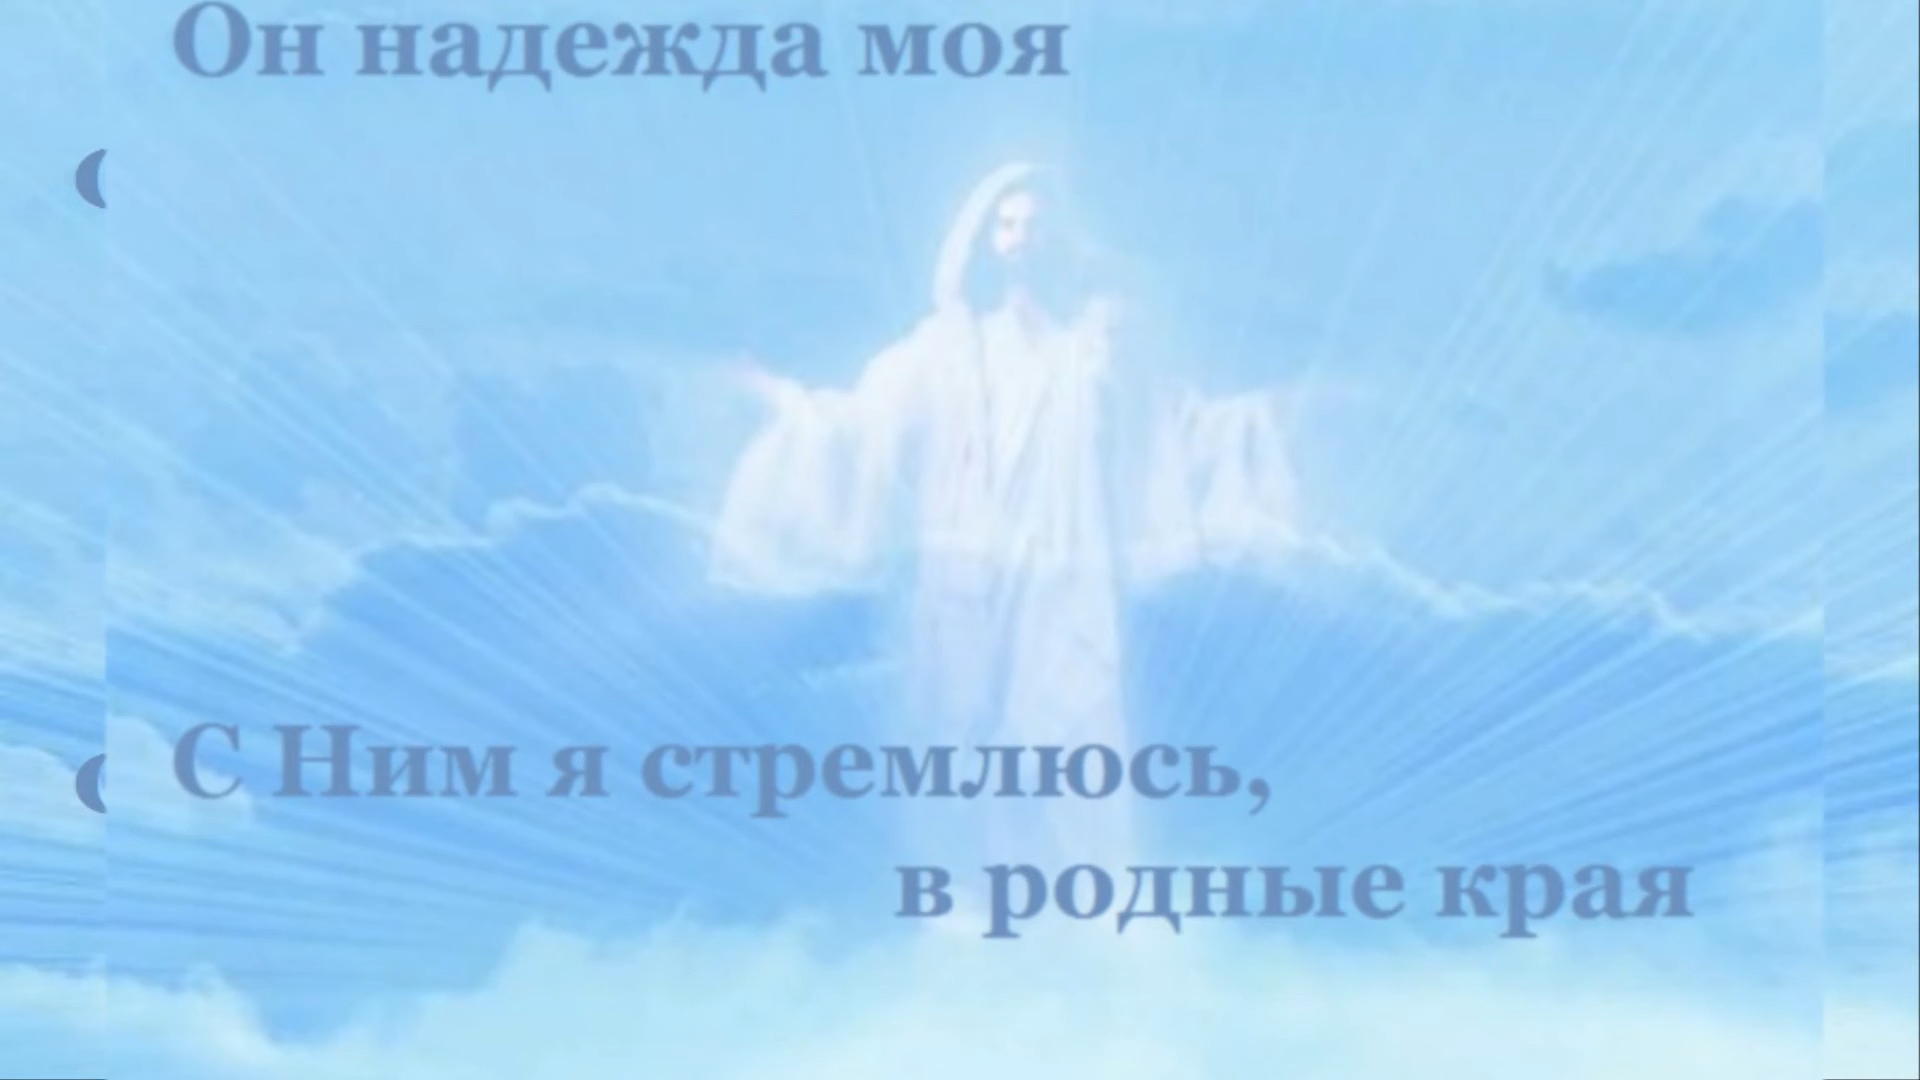 Он надежда моя
С Ним я стремлюсь,
в родные края